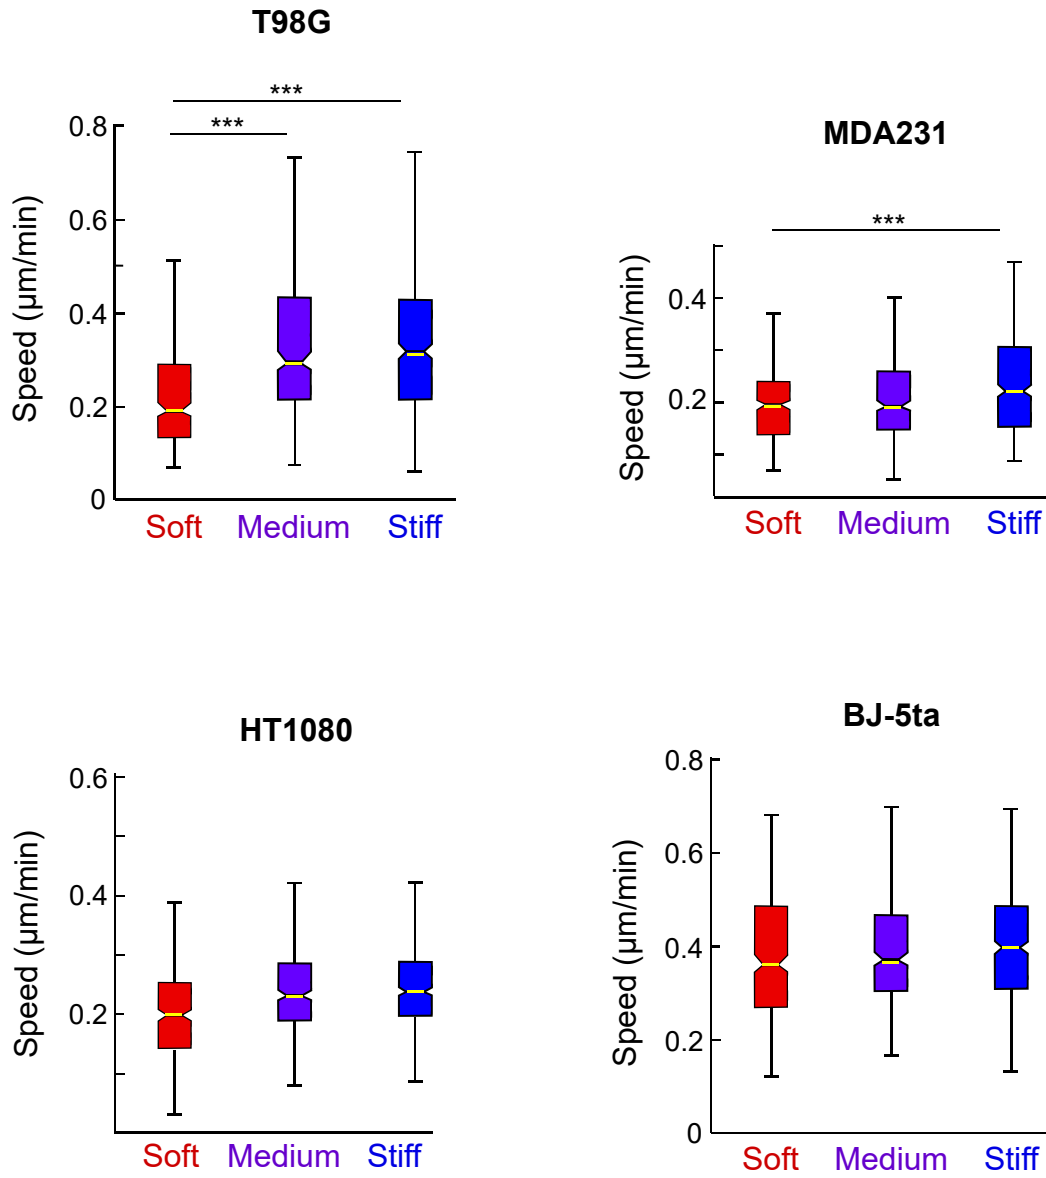 T98G
***
***
0.8
0.6
0.4
0.2
0
Speed (μm/min)
Soft Medium Stiff
MDA231
***
0.4
0.2
Speed (μm/min)
Soft Medium Stiff
HT1080
0.6
0.4
0.2
Speed (μm/min)
Soft Medium Stiff
BJ-5ta
0.8
0.6
0.4
0.2
0
Speed (μm/min)
Soft Medium Stiff